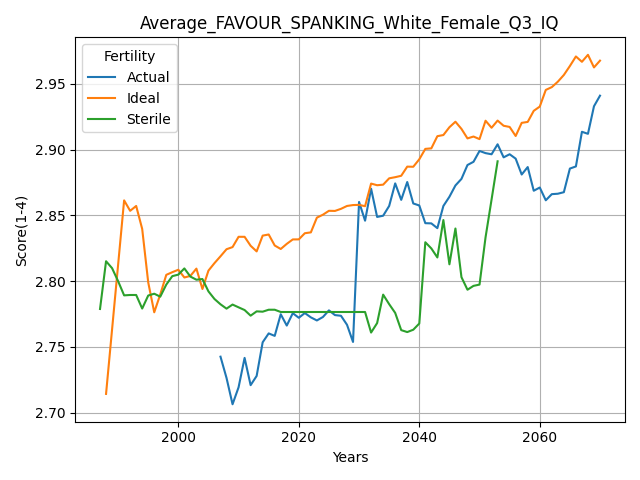 Average_FAVOUR_SPANKING_White_Female_Q3_IQ
Fertility
Actual
Ideal
Sterile
Score(1-4)
2.95
2.90
2.85
2.80
2.75
2.70
2000
2020
2040
2060
Years